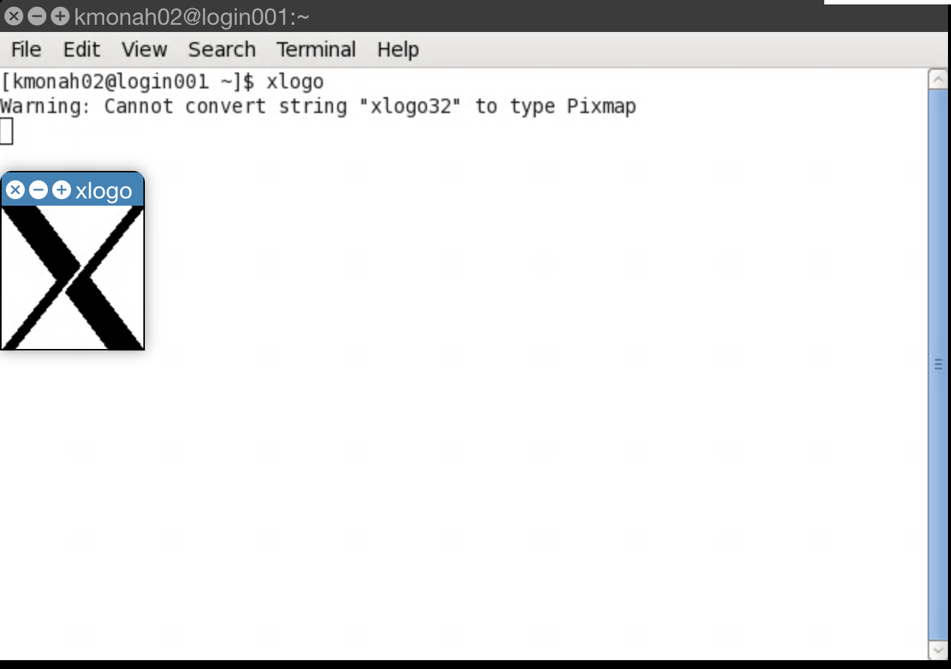 kmonah02@login001:~
File Edit View Search Terminal Help
[kmonah02@login001 ~]$ xlogo
Warning: Cannot convert string "xlogo32" to type Pixmap
xlogo